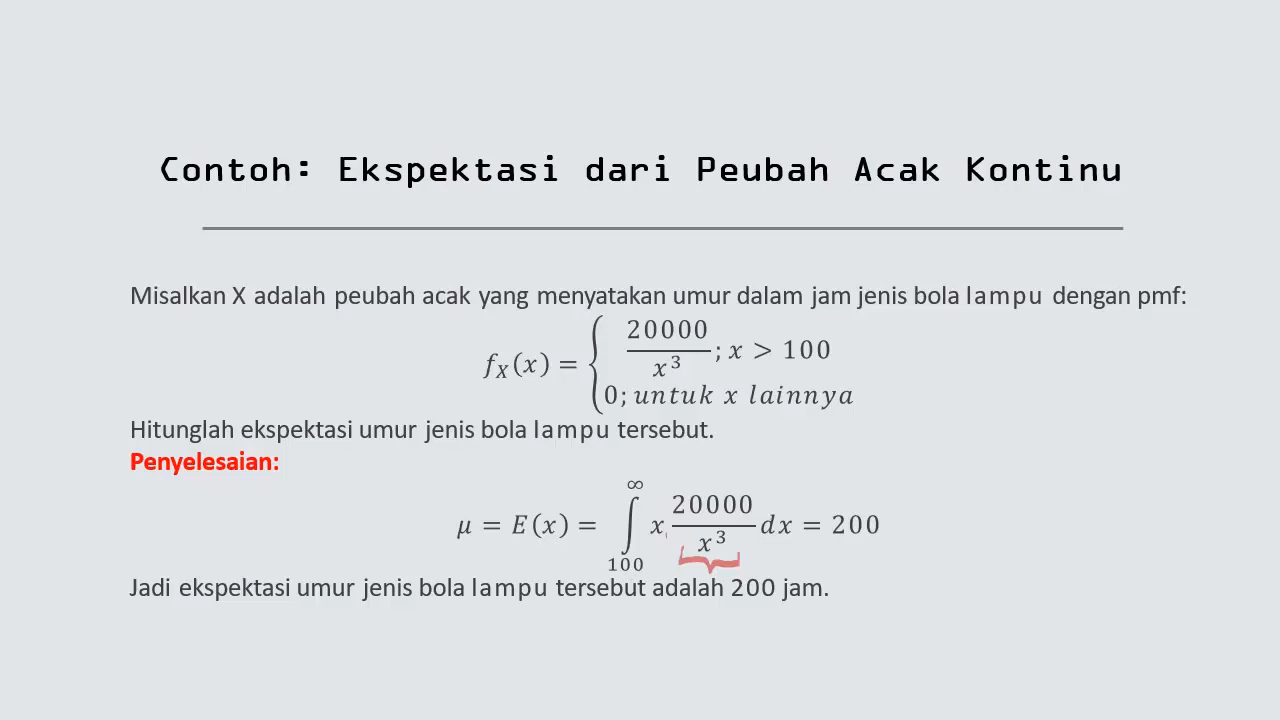 Contoh: Ekspektasi dari Peubah Acak Kontinu
Misalkan X adalah peubah acak yang menyatakan umur dalam jam jenis bola lampu dengan pmf:
f_X(x) = { 20000/x^3 ; x > 100
0; untuk x lainnya
Hitunglah ekspektasi umur jenis bola lampu tersebut.
Penyelesaian:
μ = E(x) = ∫_100^∞ x 20000/x^3 dx = 200
Jadi ekspektasi umur jenis bola lampu tersebut adalah 200 jam.